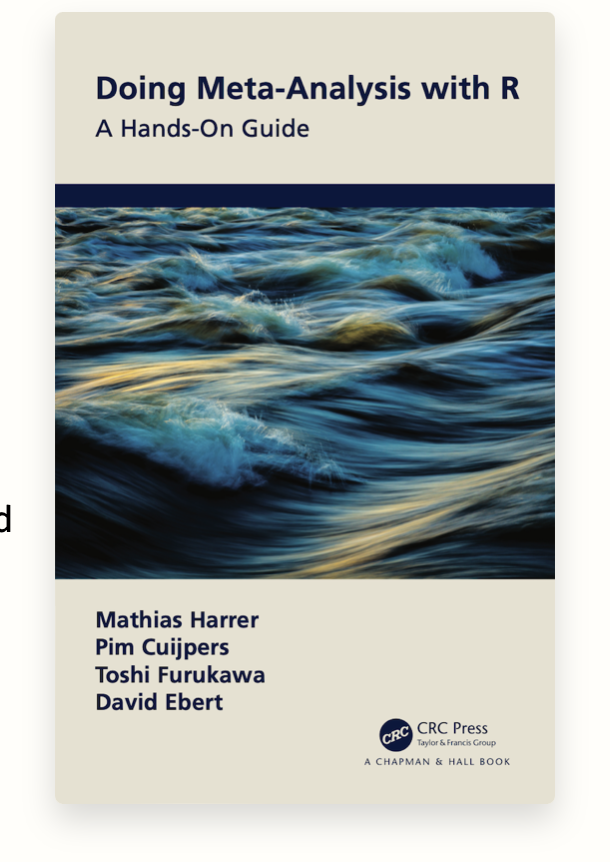 Doing Meta-Analysis with R
A Hands-On Guide
d
Mathias Harrer
Pim Cuijpers
Toshi Furukawa
David Ebert
CRC
CRC Press
Taylor & Francis Group
A CHAPMAN & HALL BOOK